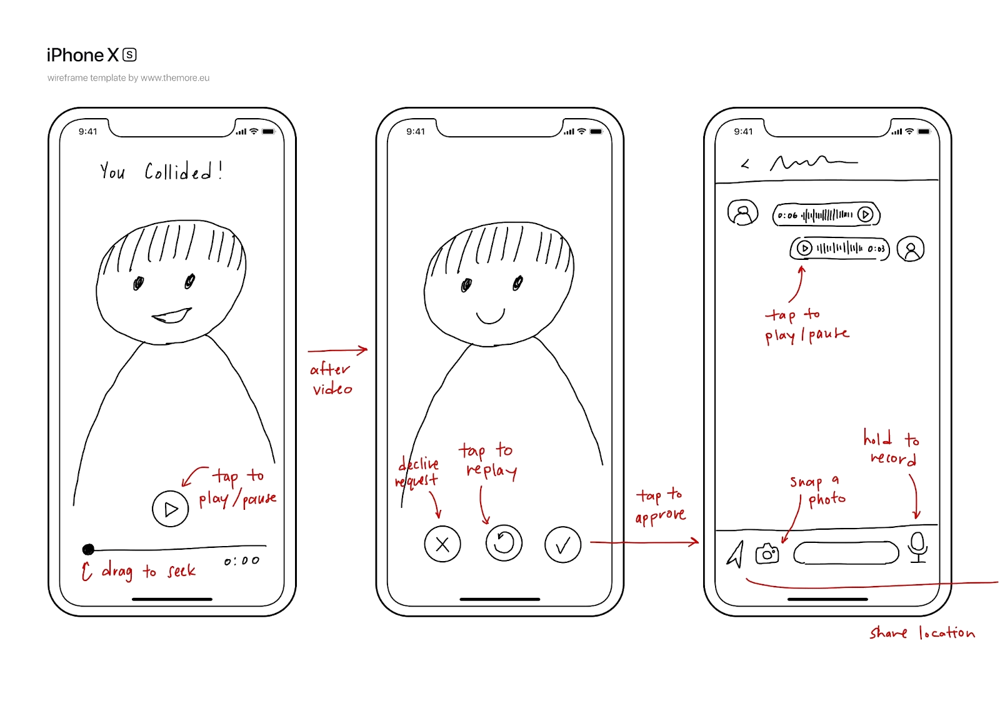 iPhone X S
wireframe template by www.themore.eu
9:41
You Collided!
tap to
play/pause
0:00
drag to seek
after
video
9:41
decline
request
tap to
replay
tap to
approve
9:41
0:06
0:03
tap to
play/pause
hold to
record
snap a
photo
share location